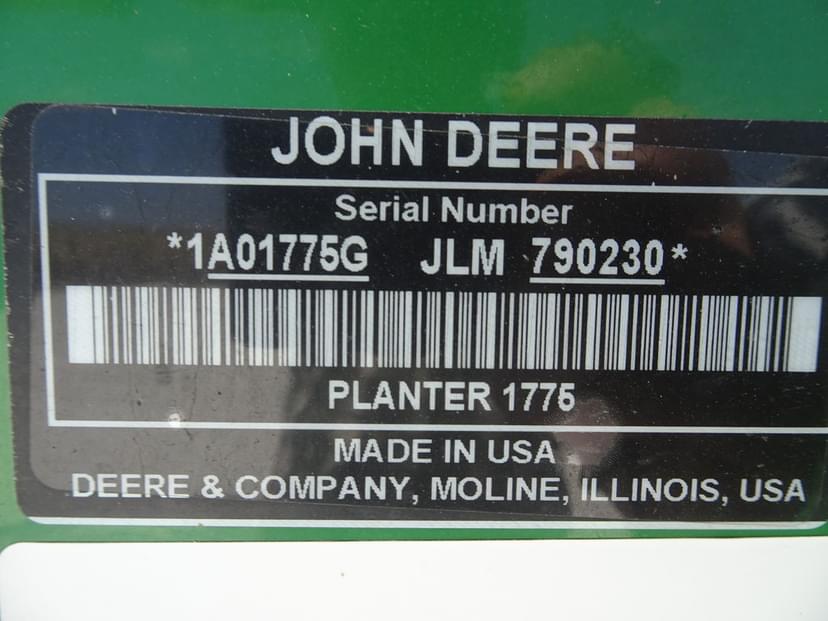 JOHN DEERE
Serial Number
*1A01775G JLM 790230*
PLANTER 1775
MADE IN USA
DEERE & COMPANY, MOLINE, ILLINOIS, USA